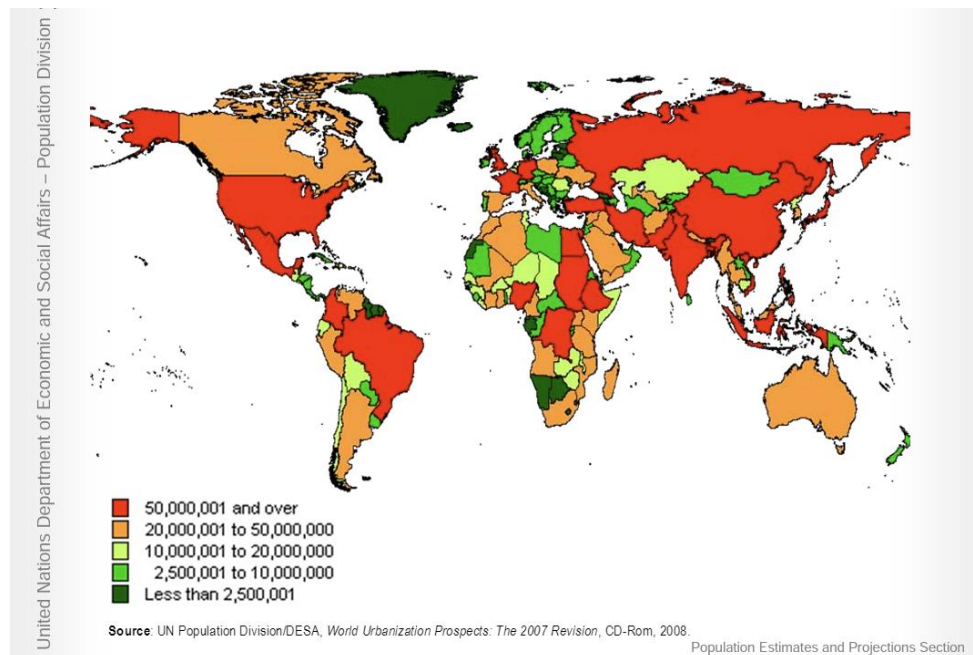 United Nations Department of Economic and Social Affairs – Population Division
50,000,001 and over
20,000,001 to 50,000,000
10,000,001 to 20,000,000
2,500,001 to 10,000,000
Less than 2,500,001
Source: UN Population Division/DESA, World Urbanization Prospects: The 2007 Revision, CD-Rom, 2008.
Population Estimates and Projections Section